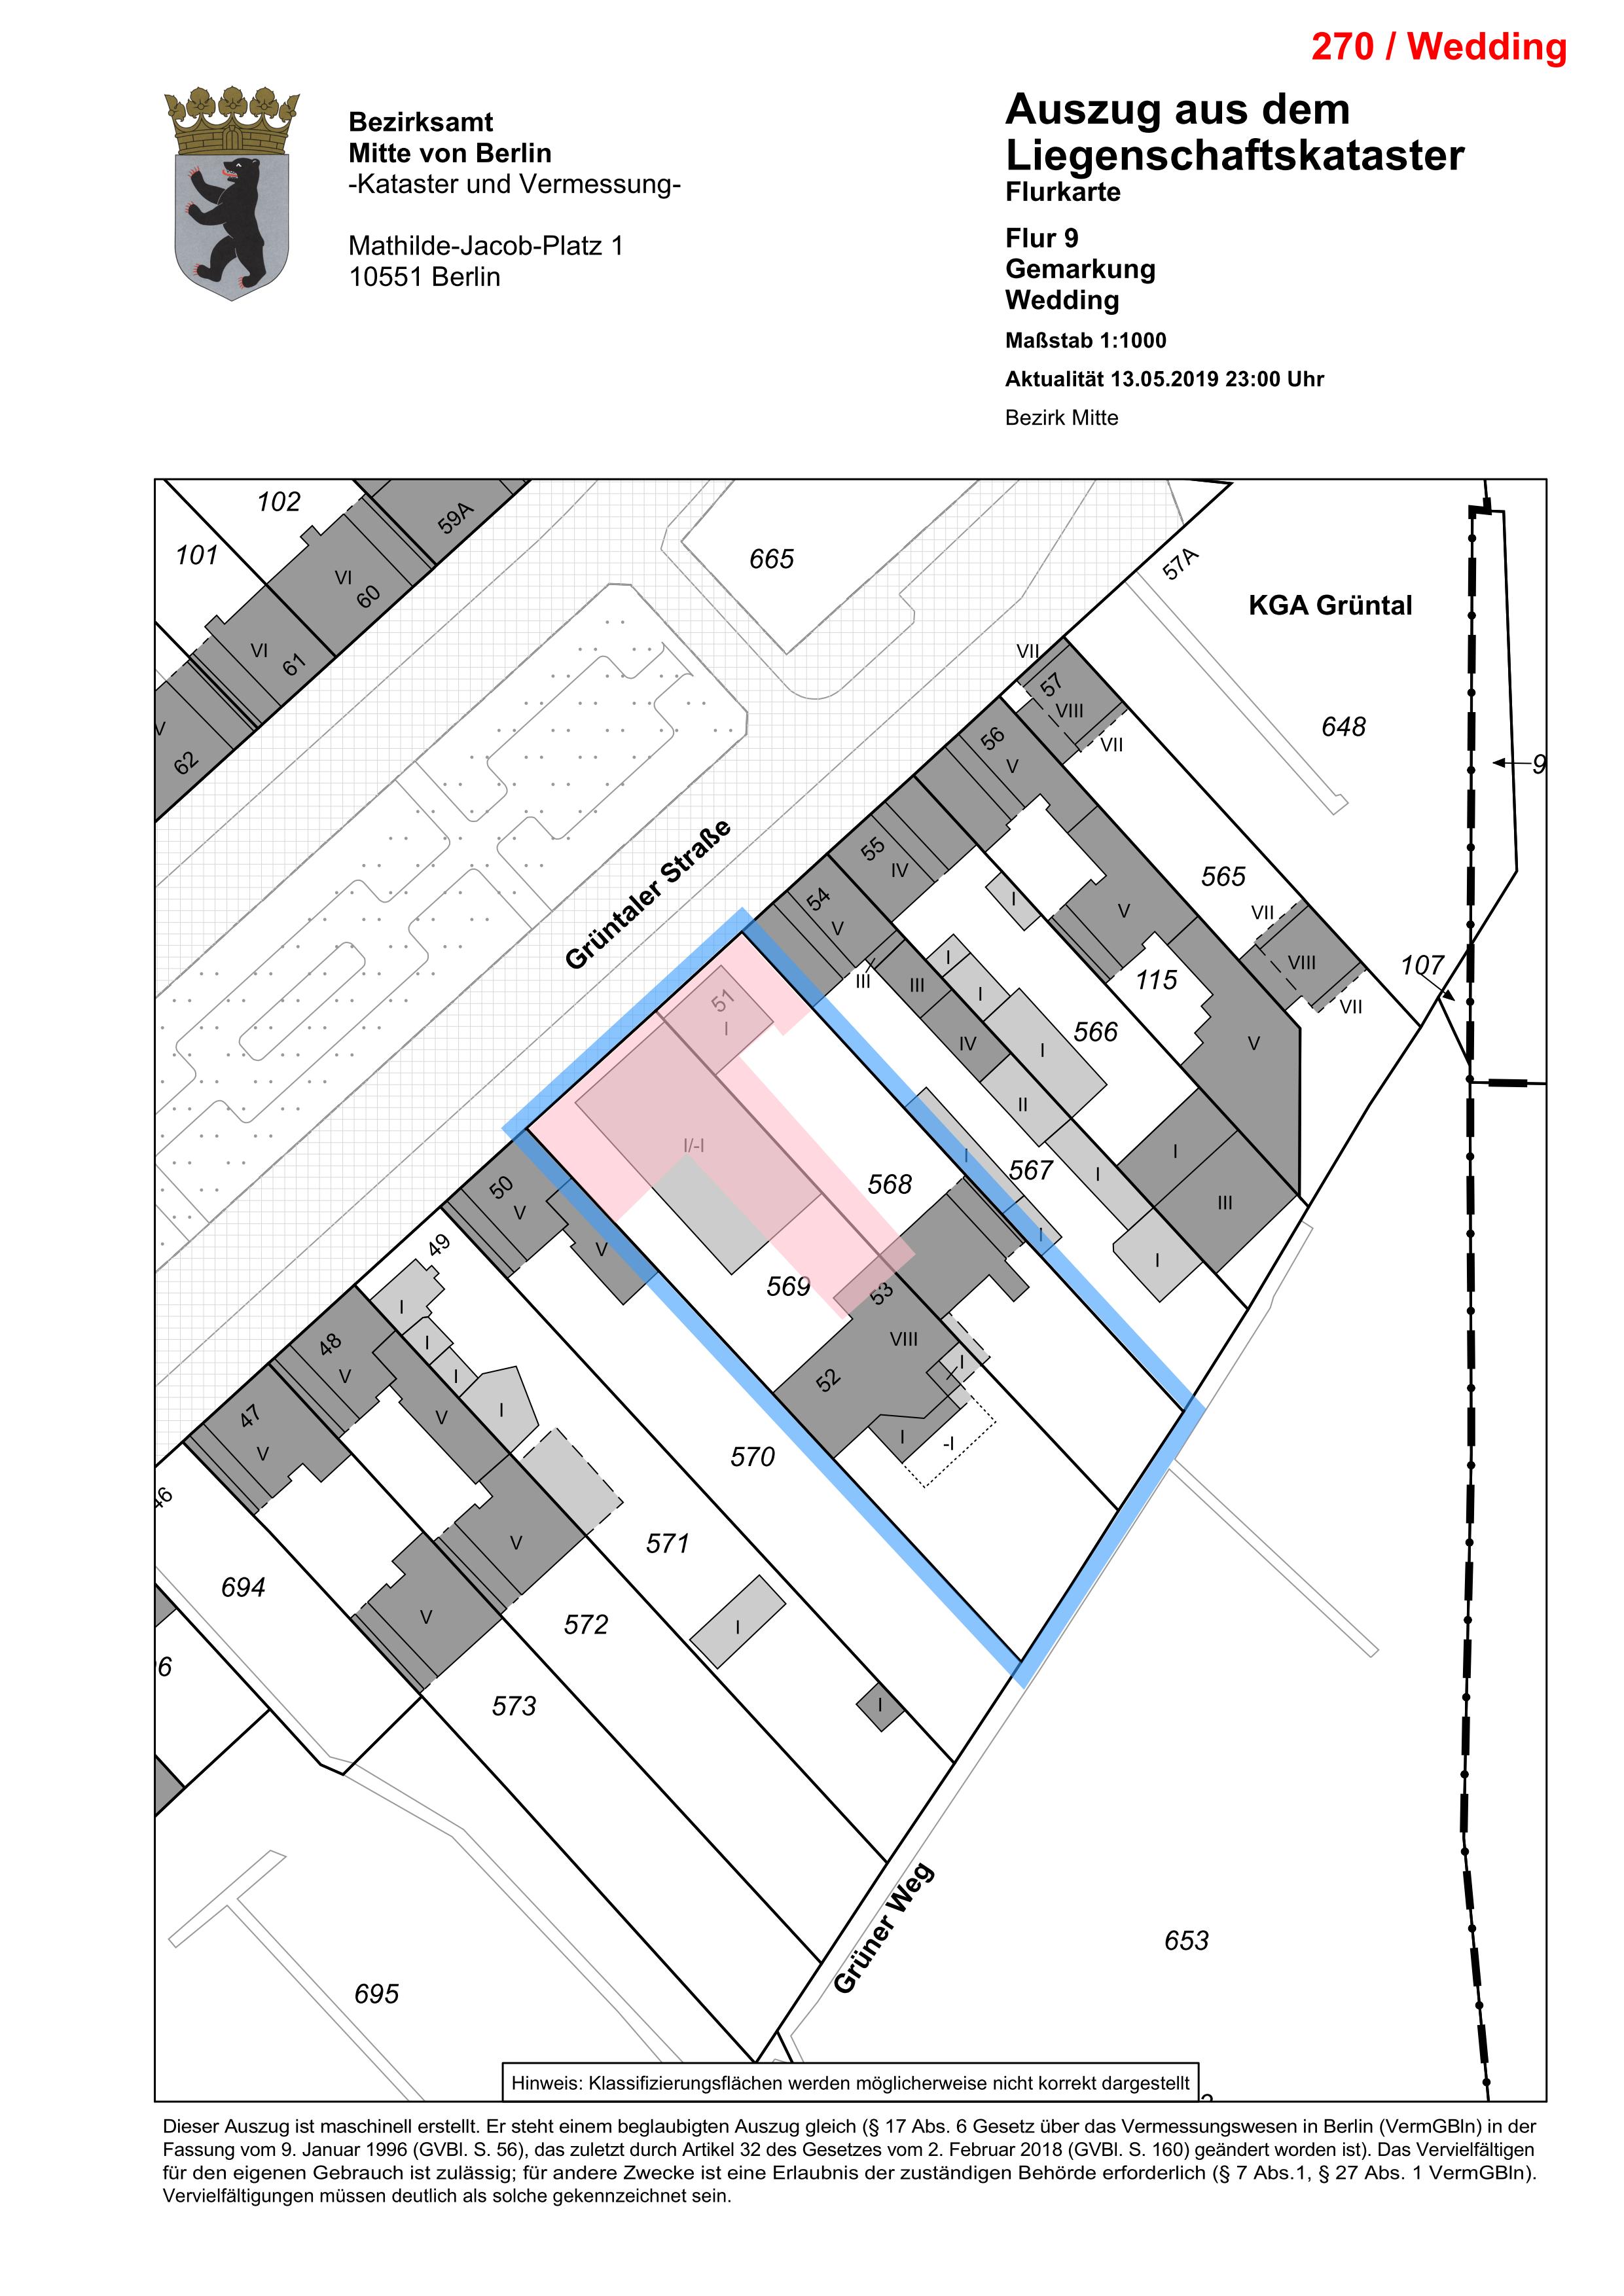 270 / Wedding
Bezirksamt
Mitte von Berlin
-Kataster und Vermessung-
Mathilde-Jacob-Platz 1
10551 Berlin
Auszug aus dem
Liegenschaftskataster
Flurkarte
Flur 9
Gemarkung
Wedding
Maßstab 1:1000
Aktualität 13.05.2019 23:00 Uhr
Bezirk Mitte
102
59A
101
VI
60
665
57A
KGA Grüntal
VI
61
VII
57
VIII
648
V
62
56
VII
V
9
Grüntaler Straße
55
IV
565
I
54
V
V
VII
III
III
I
I
VIII
107
115
VII
51
I
566
IV
I
V
II
I/-I
I
568
567
I
I
50
V
III
49
V
I
I
569
53
I
48
I
VIII
I
V
I
52
47
V
I
V
I
-I
570
46
V
571
694
572
I
V
6
573
I
Grüner Weg
653
695
Hinweis: Klassifizierungsflächen werden möglicherweise nicht korrekt dargestellt
Dieser Auszug ist maschinell erstellt. Er steht einem beglaubigten Auszug gleich (§ 17 Abs. 6 Gesetz über das Vermessungswesen in Berlin (VermGBln) in der
Fassung vom 9. Januar 1996 (GVBl. S. 56), das zuletzt durch Artikel 32 des Gesetzes vom 2. Februar 2018 (GVBl. S. 160) geändert worden ist). Das Vervielfältigen
für den eigenen Gebrauch ist zulässig; für andere Zwecke ist eine Erlaubnis der zuständigen Behörde erforderlich (§ 7 Abs.1, § 27 Abs. 1 VermGBln).
Vervielfältigungen müssen deutlich als solche gekennzeichnet sein.